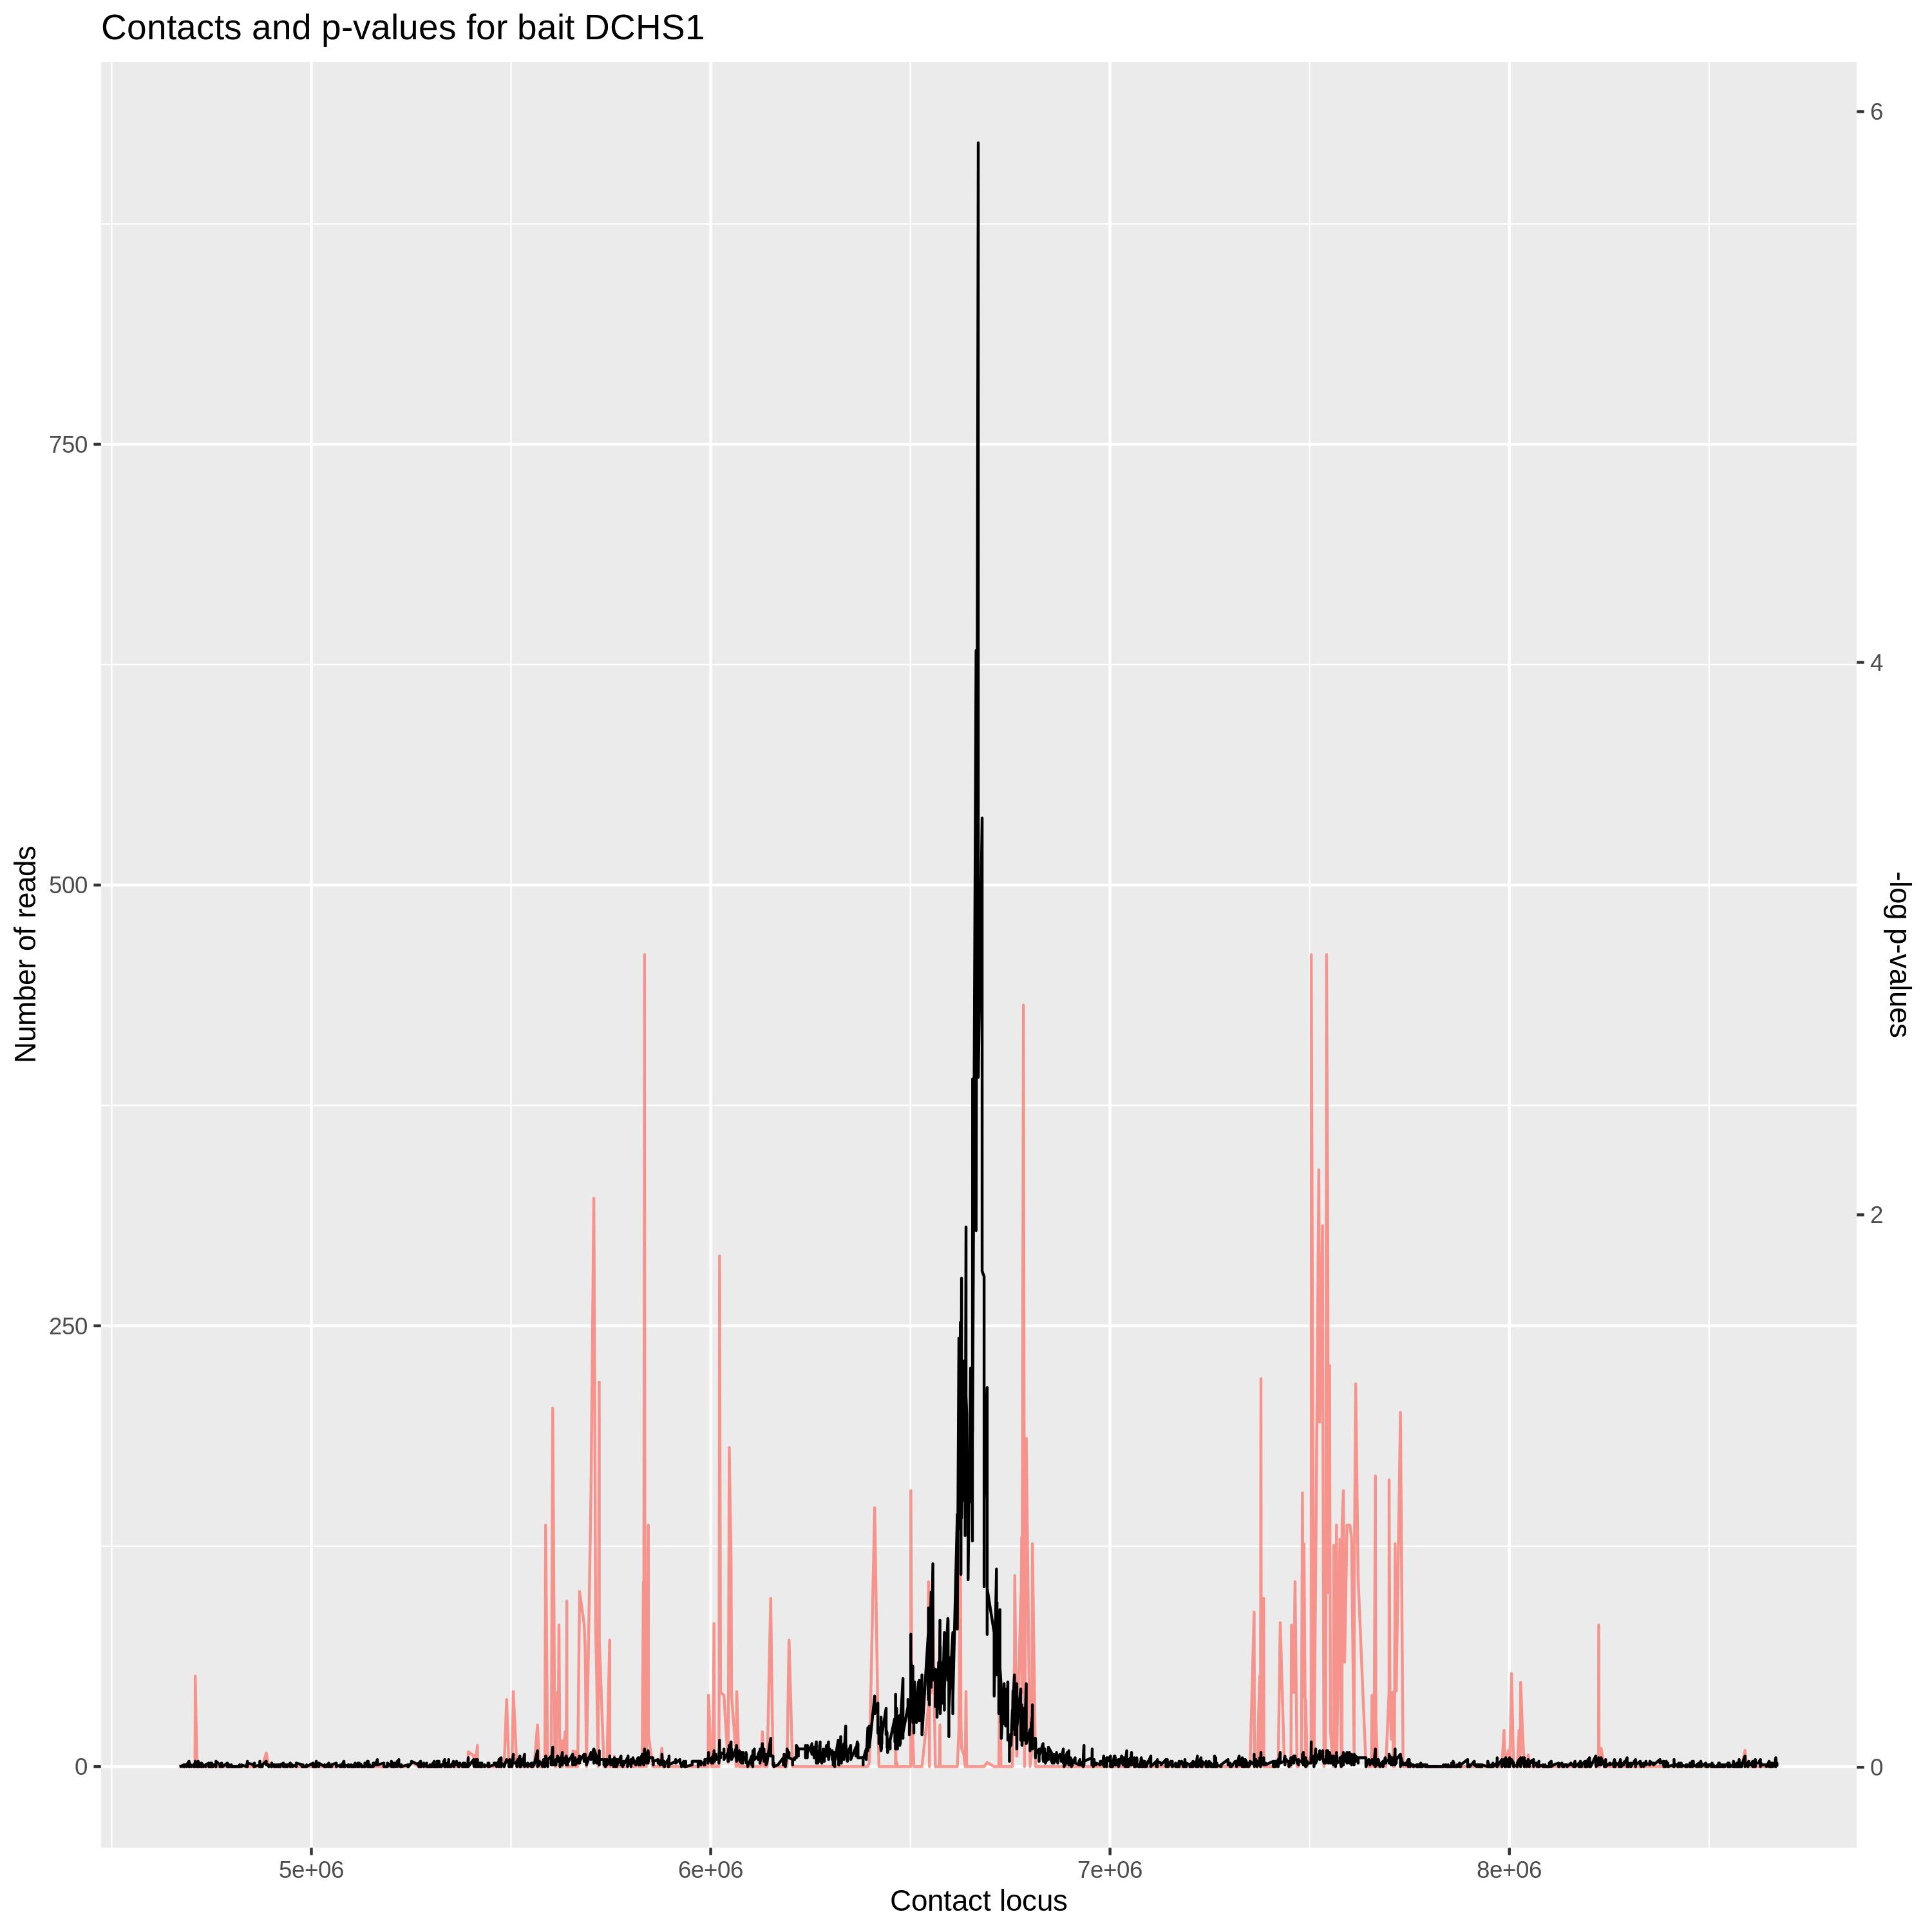 Contacts and p-values for bait DCHS1
6
750
4
500
Number of reads
-log p-values
2
250
0
0
5e+06
6e+06
7e+06
8e+06
Contact locus